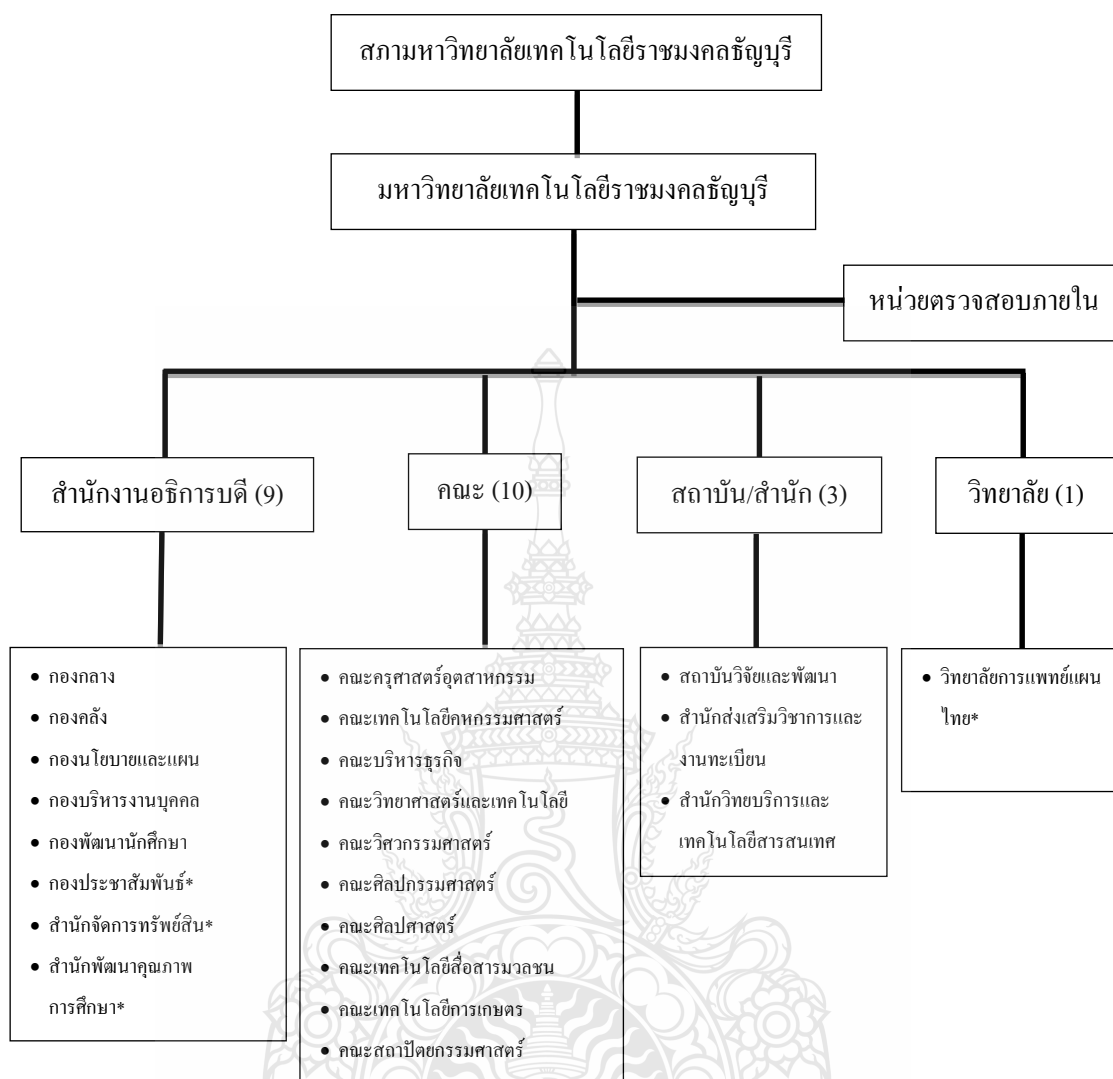 สภามหาวิทยาลัยเทคโนโลยีราชมงคลธัญบุรี
มหาวิทยาลัยเทคโนโลยีราชมงคลธัญบุรี
หน่วยตรวจสอบภายใน
สำนักงานอธิการบดี (9)
คณะ (10)
สถาบัน/สำนัก (3)
วิทยาลัย (1)
• กองกลาง
• กองคลัง
• กองนโยบายและแผน
• กองบริหารงานบุคคล
• กองพัฒนานักศึกษา
• กองประชาสัมพันธ์*
• สำนักจัดการทรัพย์สิน*
• สำนักพัฒนาคุณภาพ
การศึกษา*
• คณะครุศาสตร์อุตสาหกรรม
• คณะเทคโนโลยีคหกรรมศาสตร์
• คณะบริหารธุรกิจ
• คณะวิทยาศาสตร์และเทคโนโลยี
• คณะวิศวกรรมศาสตร์
• คณะศิลปกรรมศาสตร์
• คณะศิลปศาสตร์
• คณะเทคโนโลยีสื่อสารมวลชน
• คณะเทคโนโลยีการเกษตร
• คณะสถาปัตยกรรมศาสตร์
• สถาบันวิจัยและพัฒนา
• สำนักส่งเสริมวิชาการและ
งานทะเบียน
• สำนักวิทยบริการและ
เทคโนโลยีสารสนเทศ
• วิทยาลัยการแพทย์แผน
ไทย*